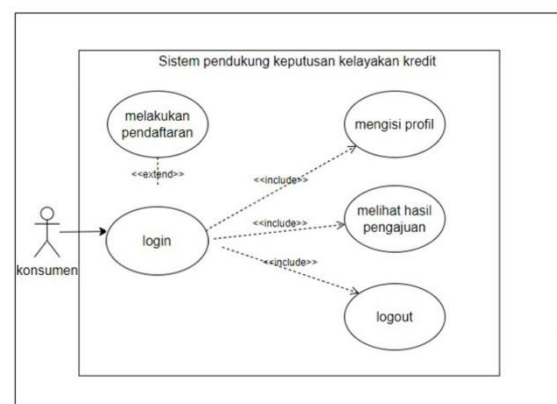 Sistem pendukung keputusan kelayakan kredit
melakukan
pendaftaran
mengisi profil
<<extend>>
<<include>>
melihat hasil
pengajuan
<<include>>
login
konsumen
<<include>>
logout